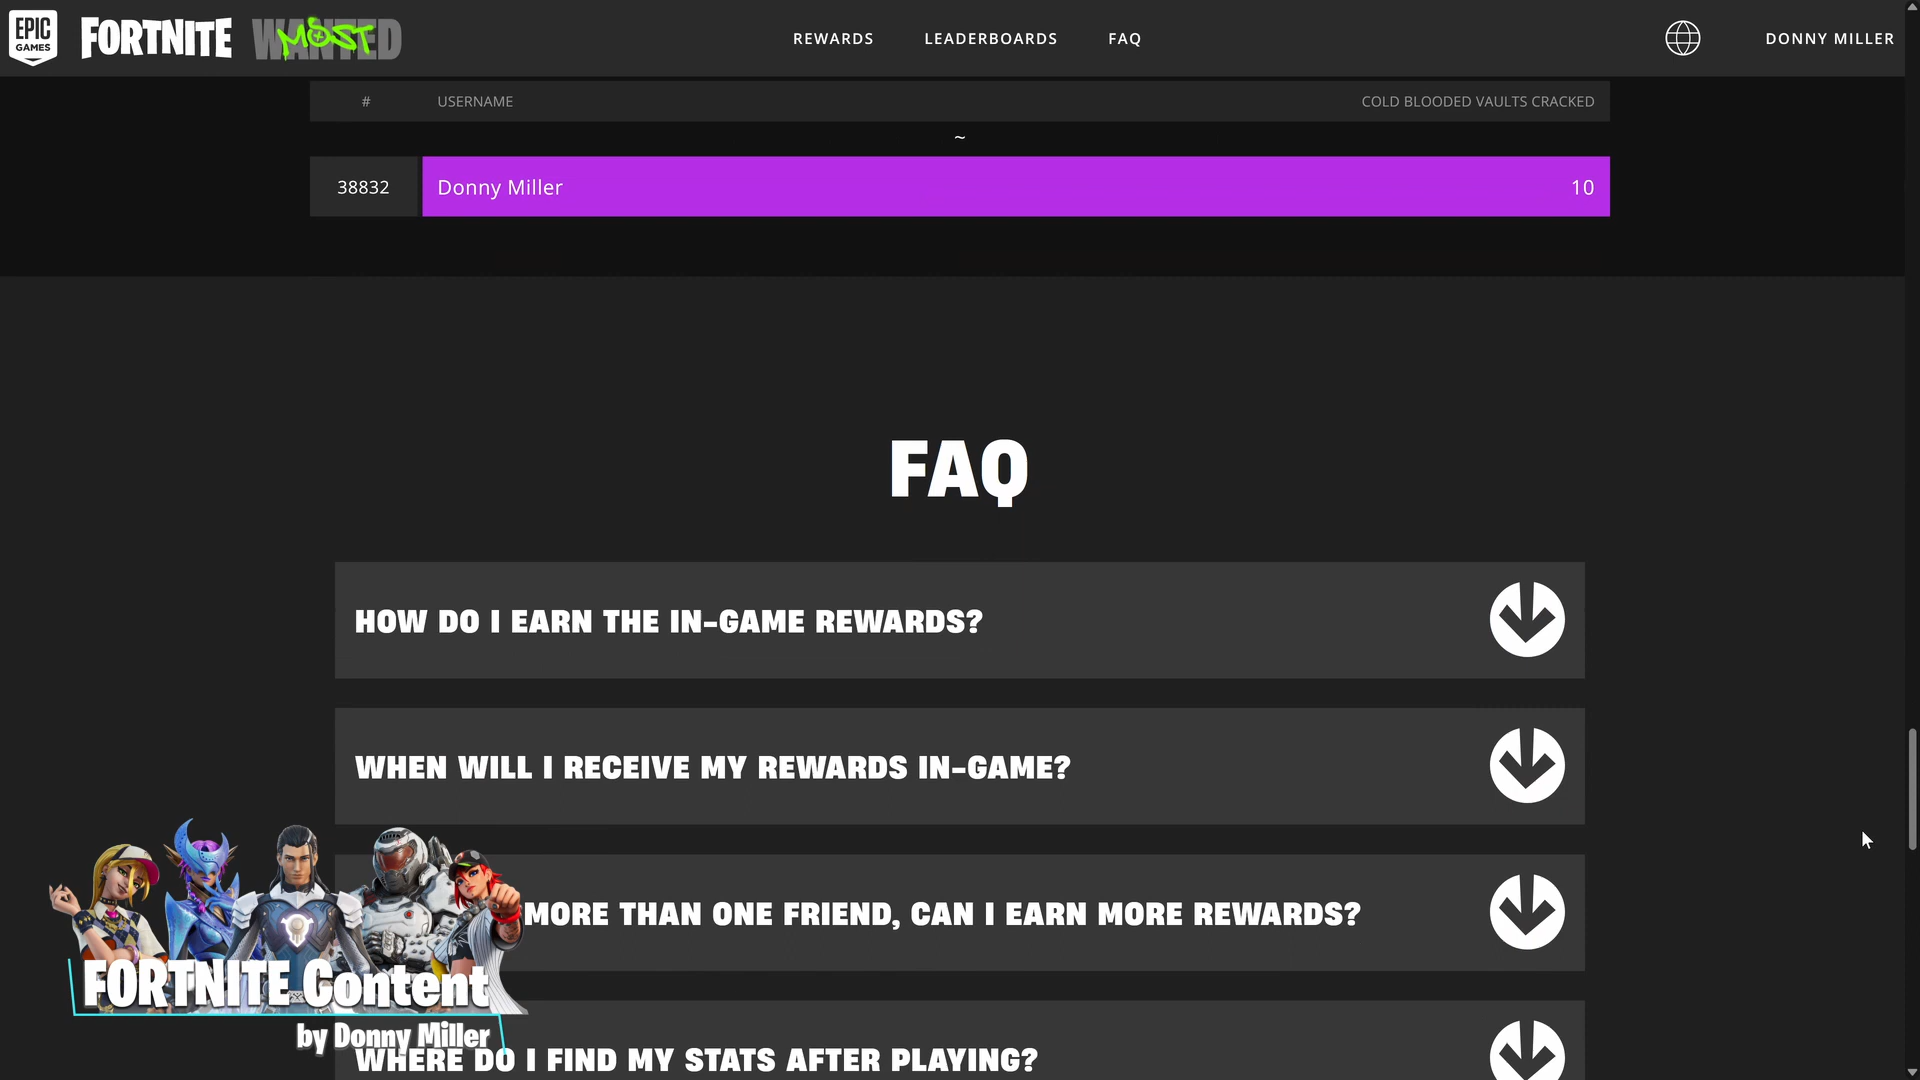 EPIC
GAMES
FORTNITE
WANTED
MOST
REWARDS
LEADERBOARDS
FAQ
DONNY MILLER
#
USERNAME
COLD BLOODED VAULTS CRACKED
~
38832
Donny Miller
10
FAQ
HOW DO I EARN THE IN-GAME REWARDS?
WHEN WILL I RECEIVE MY REWARDS IN-GAME?
MORE THAN ONE FRIEND, CAN I EARN MORE REWARDS?
FORTNITE Content
by Donny Miller
WHERE DO I FIND MY STATS AFTER PLAYING?